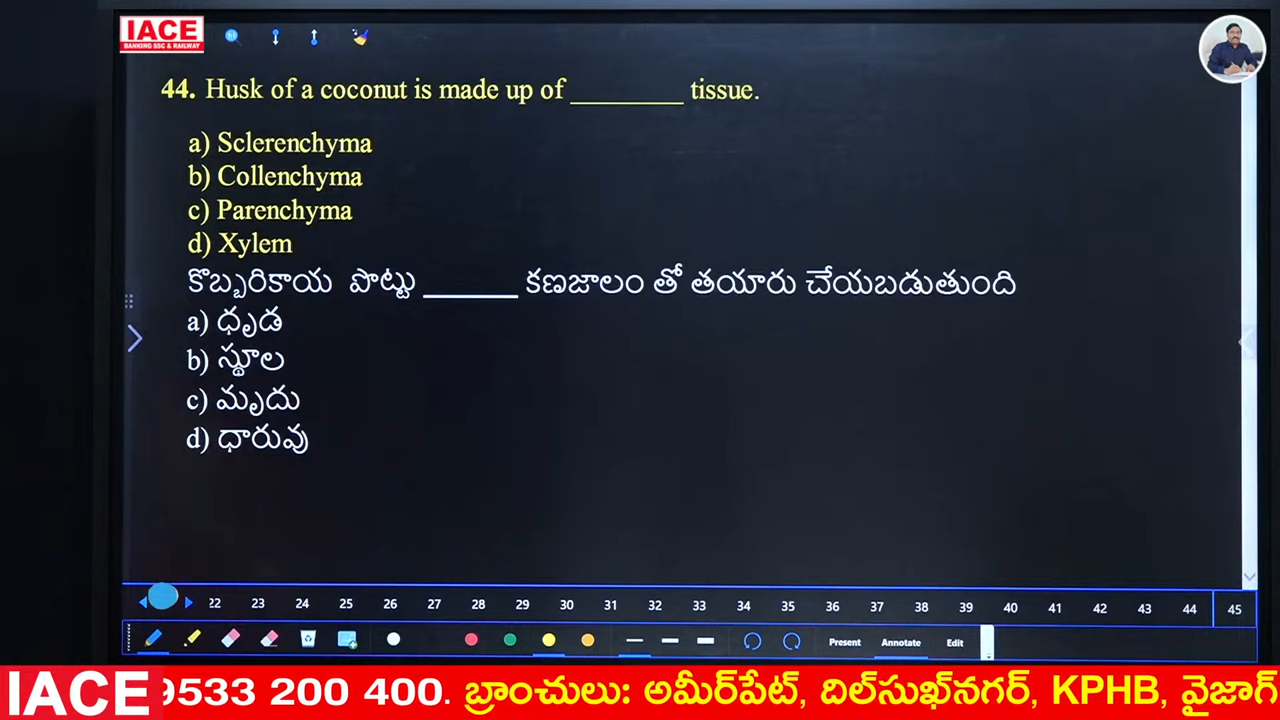 IACE
BANKING SSC & RAILWAY
44. Husk of a coconut is made up of ________ tissue.
a) Sclerenchyma
b) Collenchyma
c) Parenchyma
d) Xylem
కొబ్బరికాయ పొట్టు ______ కణజాలం తో తయారు చేయబడుతుంది
a) ధృడ
b) స్థూల
c) మృదు
d) ధారువు
22 23 24 25 26 27 28 29 30 31 32 33 34 35 36 37 38 39 40 41 42 43 44 45
Present Annotate Edit
IACE 9533 200 400. బ్రాంచులు: అమీర్‌పేట్, దిల్‌సుఖ్‌నగర్, KPHB, వైజాగ్